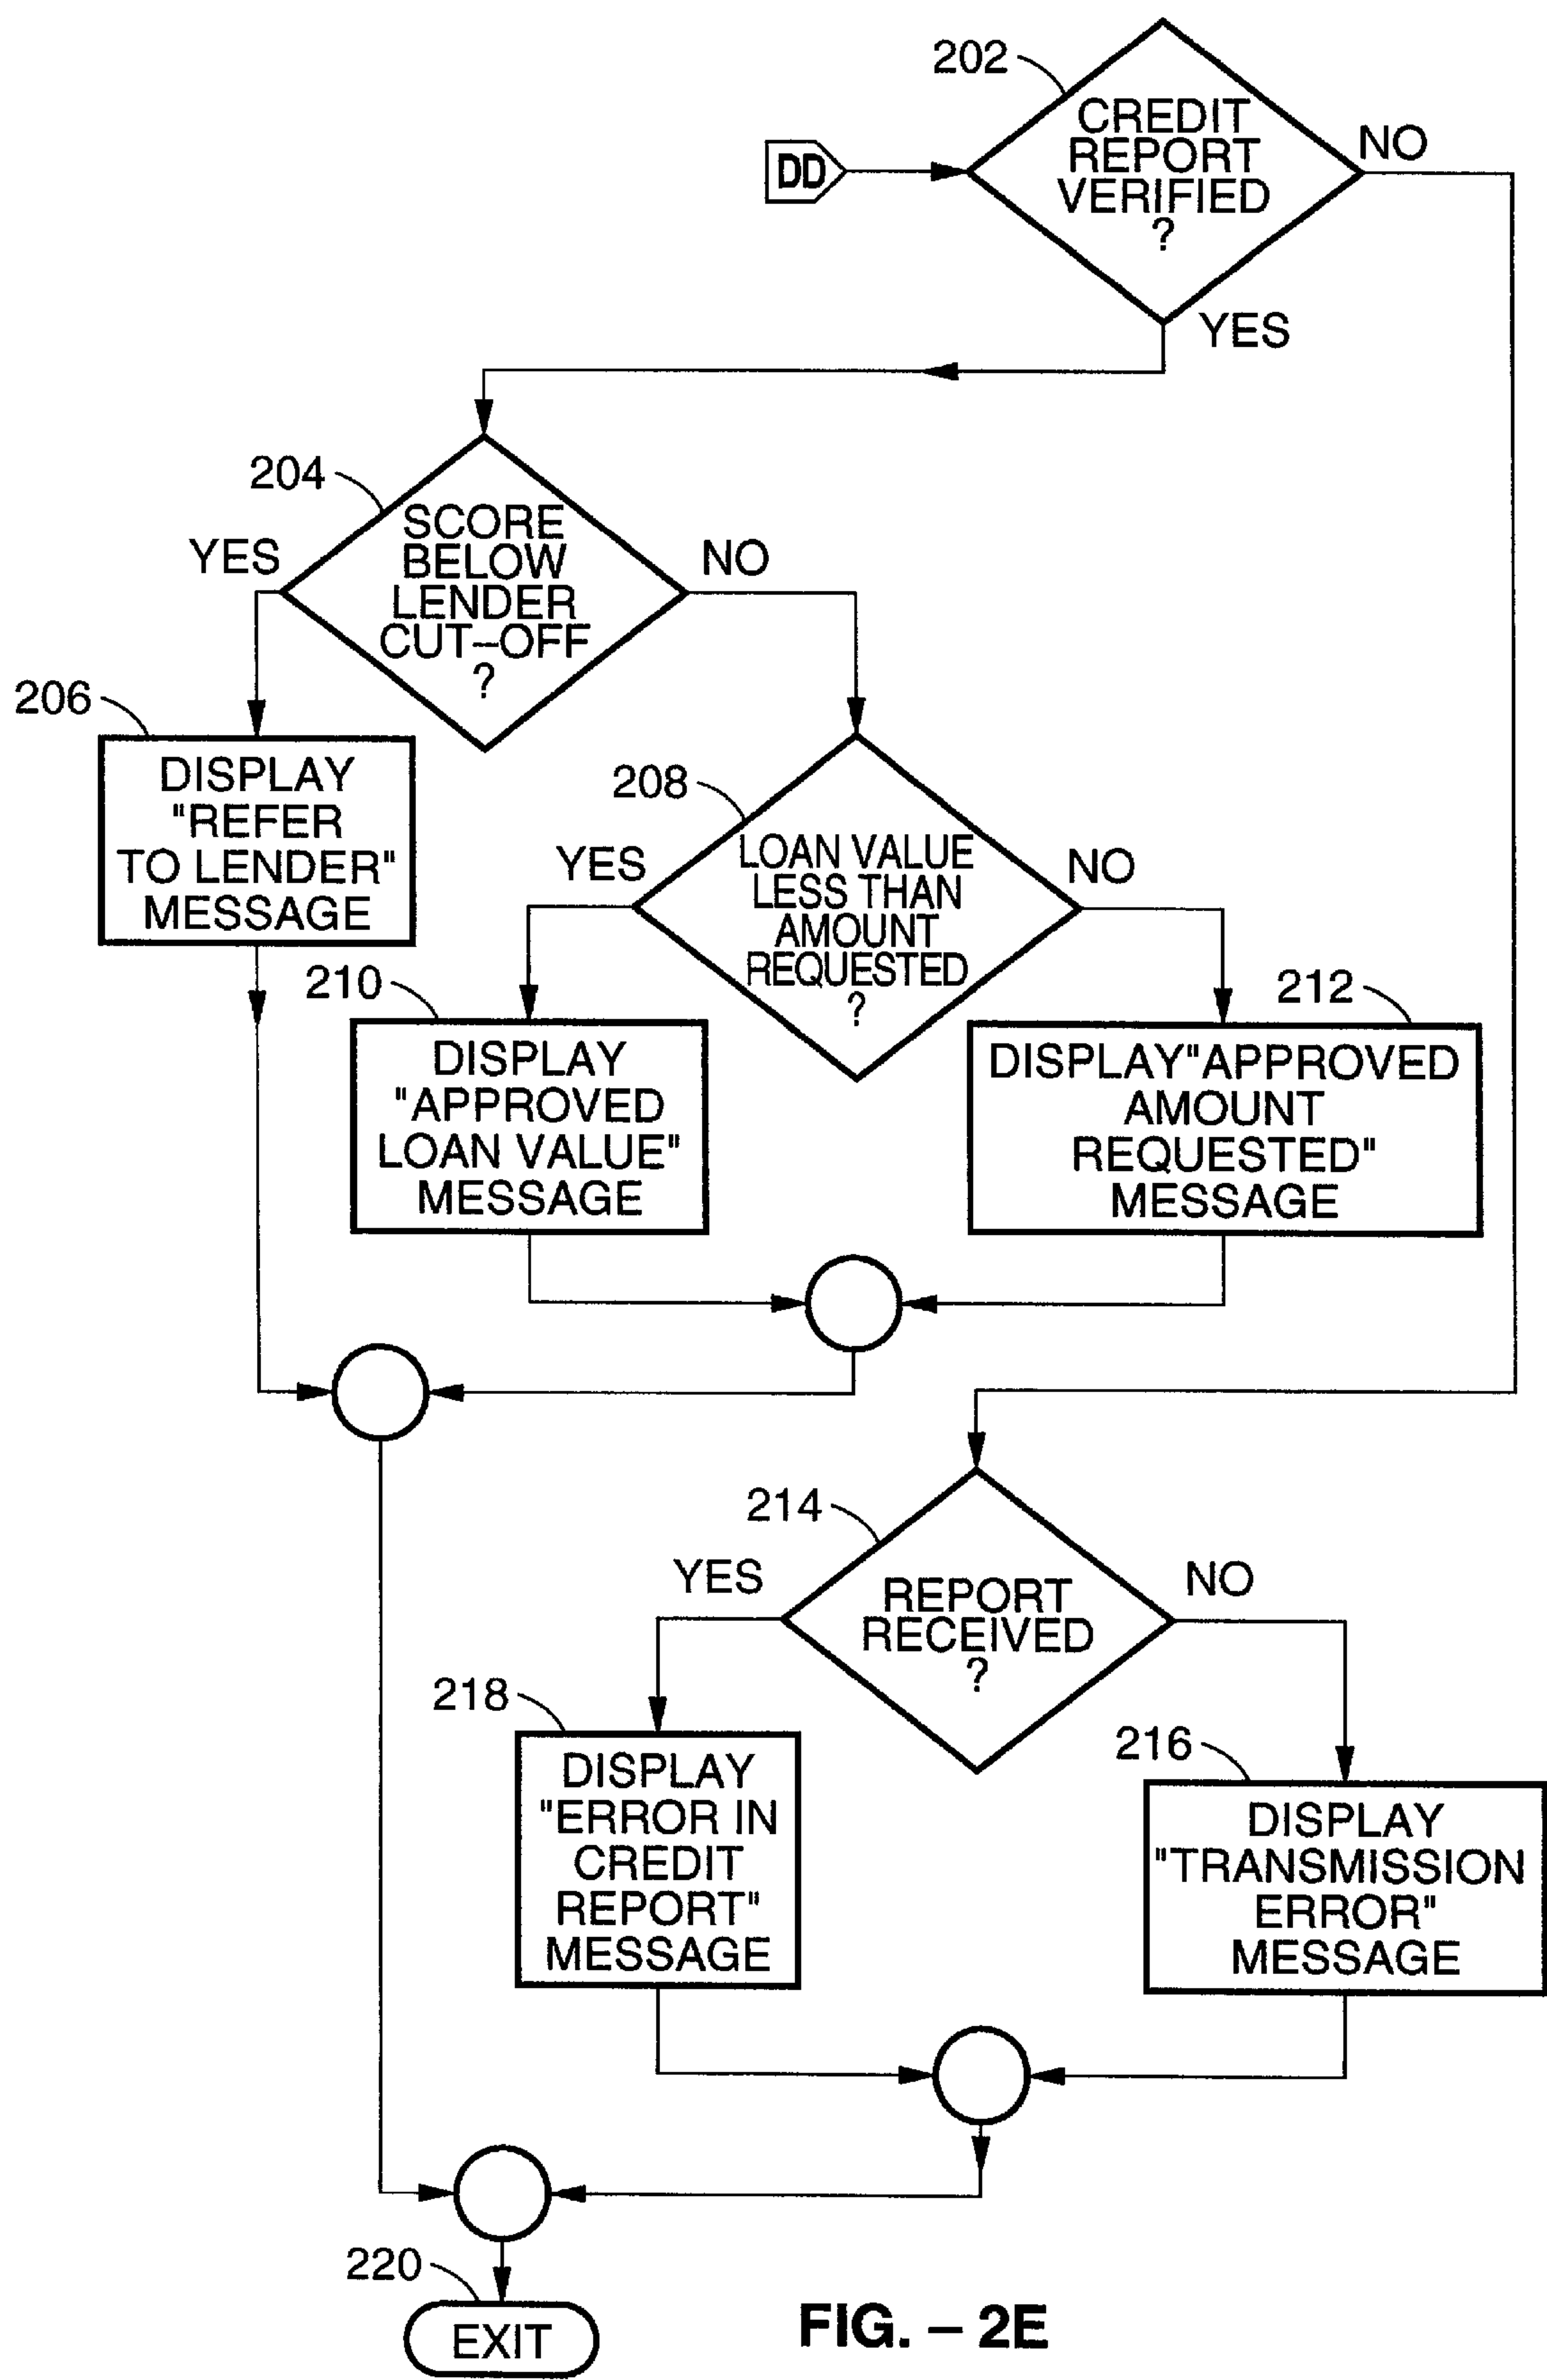 202
CREDIT
REPORT
VERIFIED
?
DD
NO
YES
204
SCORE
BELOW
LENDER
CUT–OFF
?
YES
NO
206
DISPLAY
"REFER
TO LENDER"
MESSAGE
208
LOAN VALUE
LESS THAN
AMOUNT
REQUESTED
?
YES
NO
210
DISPLAY
"APPROVED
LOAN VALUE"
MESSAGE
212
DISPLAY"APPROVED
AMOUNT
REQUESTED"
MESSAGE
214
REPORT
RECEIVED
?
YES
NO
218
DISPLAY
"ERROR IN
CREDIT
REPORT"
MESSAGE
216
DISPLAY
"TRANSMISSION
ERROR"
MESSAGE
220
EXIT
FIG. – 2E